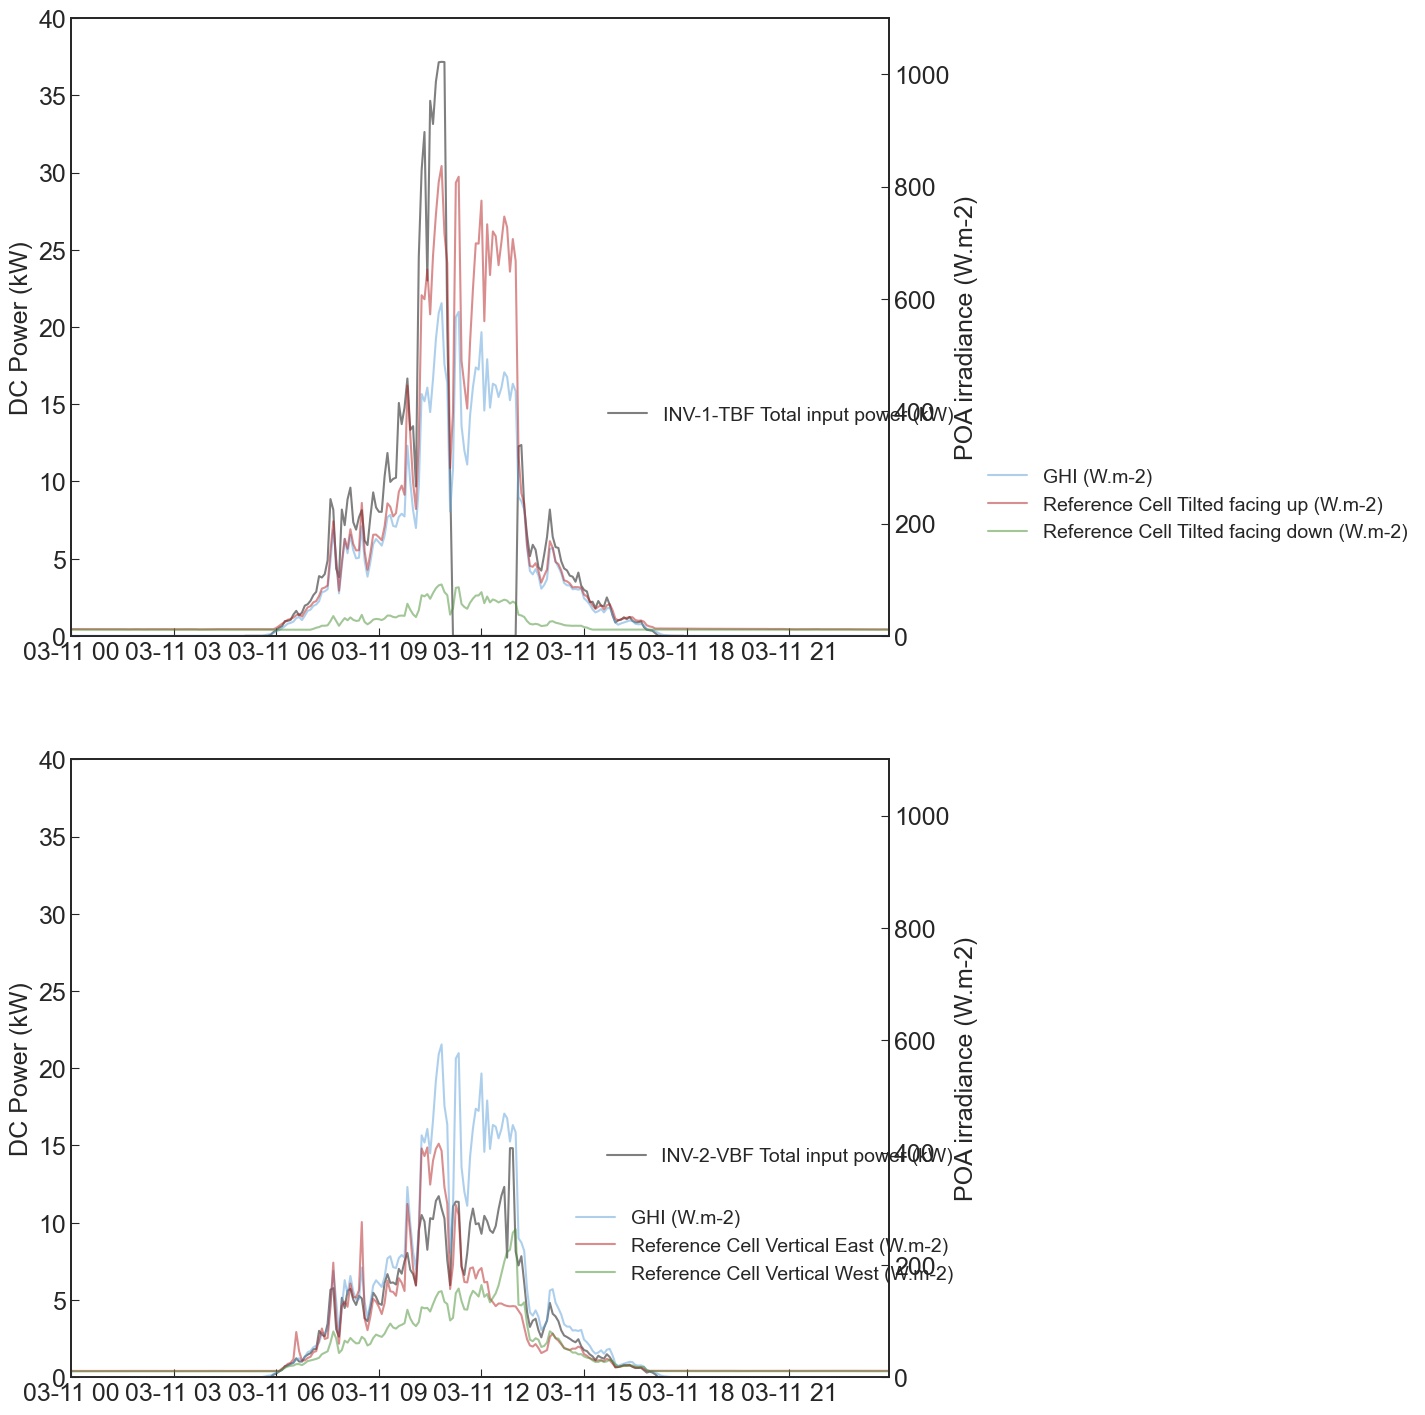 40
35
30
25
20
15
10
5
0
DC Power (kW)
1000
800
600
400
200
0
POA irradiance (W.m-2)
INV-1-TBF Total input power (kW)
GHI (W.m-2)
Reference Cell Tilted facing up (W.m-2)
Reference Cell Tilted facing down (W.m-2)
03-11 00 03-11 03 03-11 06 03-11 09 03-11 12 03-11 15 03-11 18 03-11 21
40
35
30
25
20
15
10
5
0
DC Power (kW)
1000
800
600
400
200
0
POA irradiance (W.m-2)
INV-2-VBF Total input power (kW)
GHI (W.m-2)
Reference Cell Vertical East (W.m-2)
Reference Cell Vertical West (W.m-2)
03-11 00 03-11 03 03-11 06 03-11 09 03-11 12 03-11 15 03-11 18 03-11 21